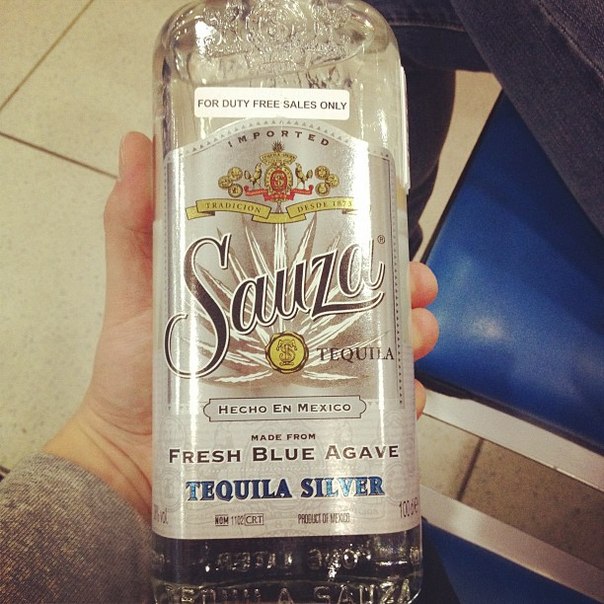 FOR DUTY FREE SALES ONLY
IMPORTED
TRADICION DESDE 1873
Sauza®
TEQUILA
HECHO EN MEXICO
MADE FROM
FRESH BLUE AGAVE
TEQUILA SILVER
NOM 1102 CRT PRODUCT OF MEXICO
TEQUILA SAUZA